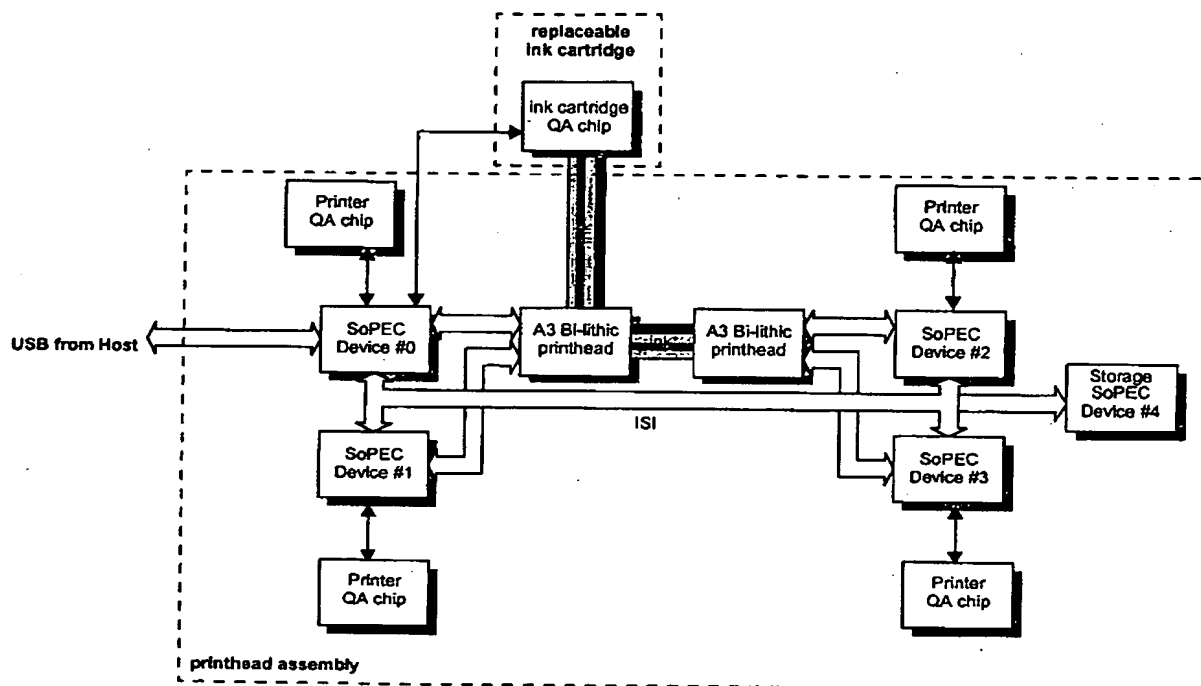 replaceable
ink cartridge
ink cartridge
QA chip
Printer
QA chip
Printer
QA chip
USB from Host
SoPEC
Device #0
A3 Bi-lithic
printhead
ink
A3 Bi-lithic
printhead
SoPEC
Device #2
Storage
SoPEC
Device #4
ISI
SoPEC
Device #1
SoPEC
Device #3
Printer
QA chip
Printer
QA chip
printhead assembly